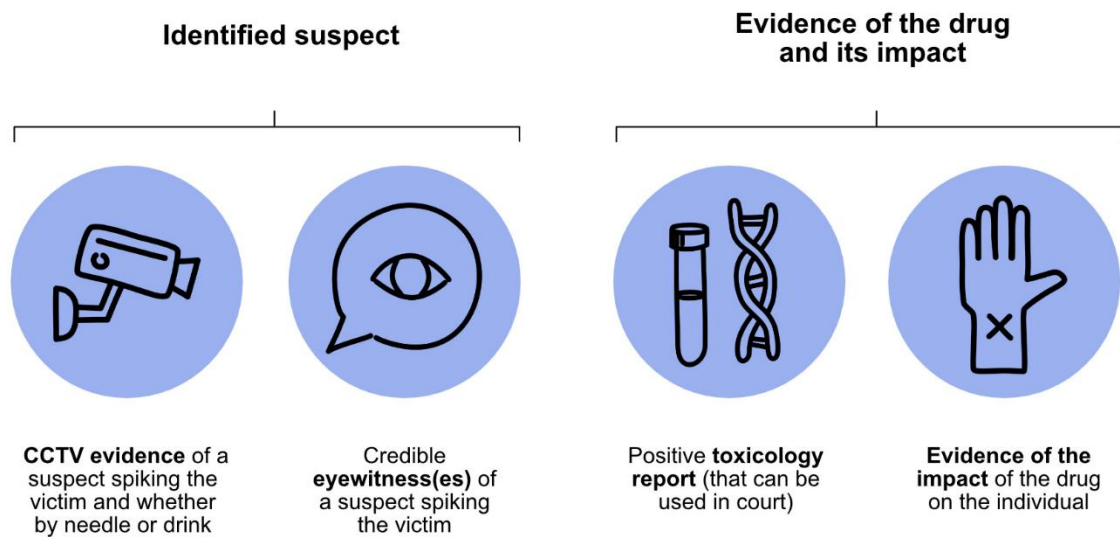 Identified suspect
Evidence of the drug
and its impact
CCTV evidence of a
suspect spiking the
victim and whether
by needle or drink
Credible
eyewitness(es) of
a suspect spiking
the victim
Positive toxicology
report (that can be
used in court)
Evidence of the
impact of the drug
on the individual